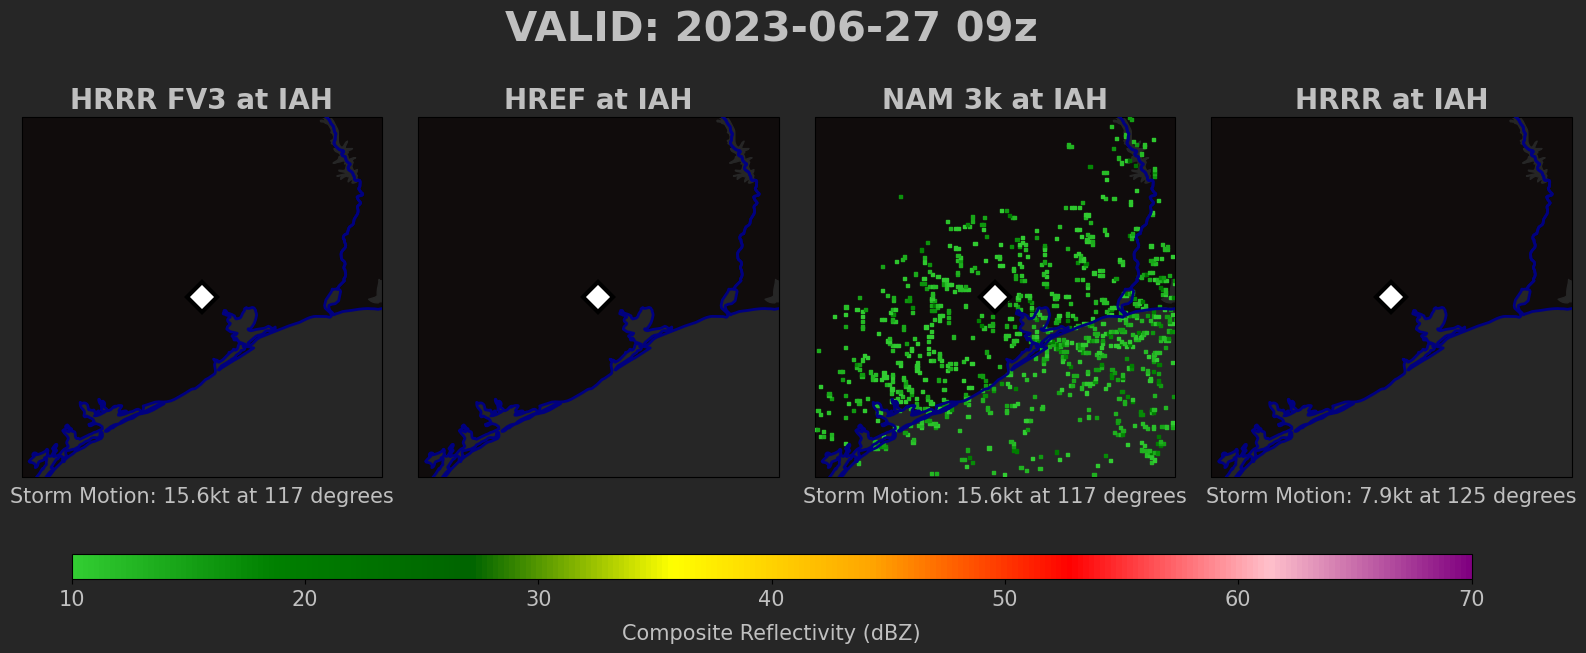 VALID: 2023-06-27 09z
HRRR FV3 at IAH
HREF at IAH
NAM 3k at IAH
HRRR at IAH
Storm Motion: 15.6kt at 117 degrees
Storm Motion: 15.6kt at 117 degrees
Storm Motion: 7.9kt at 125 degrees
10 20 30 40 50 60 70
Composite Reflectivity (dBZ)